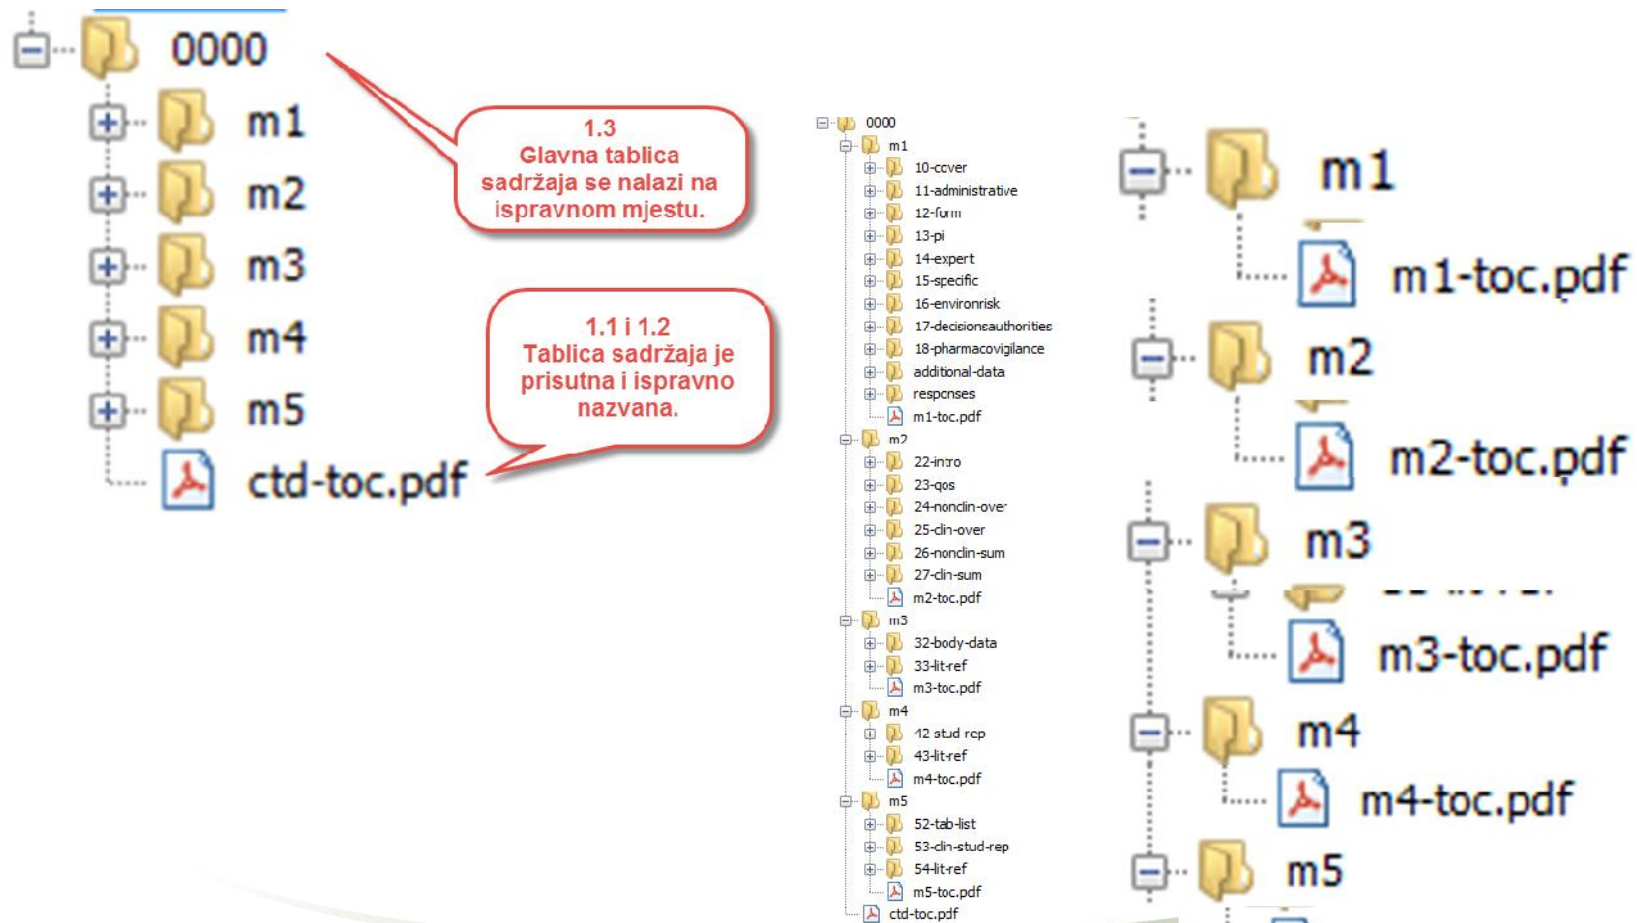 0000
m1
m2
m3
m4
m5
ctd-toc.pdf
1.3
Glavna tablica
sadržaja se nalazi na
ispravnom mjestu.
1.1 i 1.2
Tablica sadržaja je
prisutna i ispravno
nazvana.
0000
m1
10-cover
11-administrative
12-form
13-pi
14-expert
15-specific
16-environrisk
17-decisionsauthorities
18-pharmacovigilance
additional-data
responses
m1-toc.pdf
m2
22-intro
23-qos
24-nonclin-over
25-clin-over
26-nonclin-sum
27-clin-sum
m2-toc.pdf
m3
32-body-data
33-lit-ref
m3-toc.pdf
m4
42-stud-rep
43-lit-ref
m4-toc.pdf
m5
52-tab-list
53-clin-stud-rep
54-lit-ref
m5-toc.pdf
ctd-toc.pdf
m1
m1-toc.pdf
m2
m2-toc.pdf
m3
m3-toc.pdf
m4
m4-toc.pdf
m5